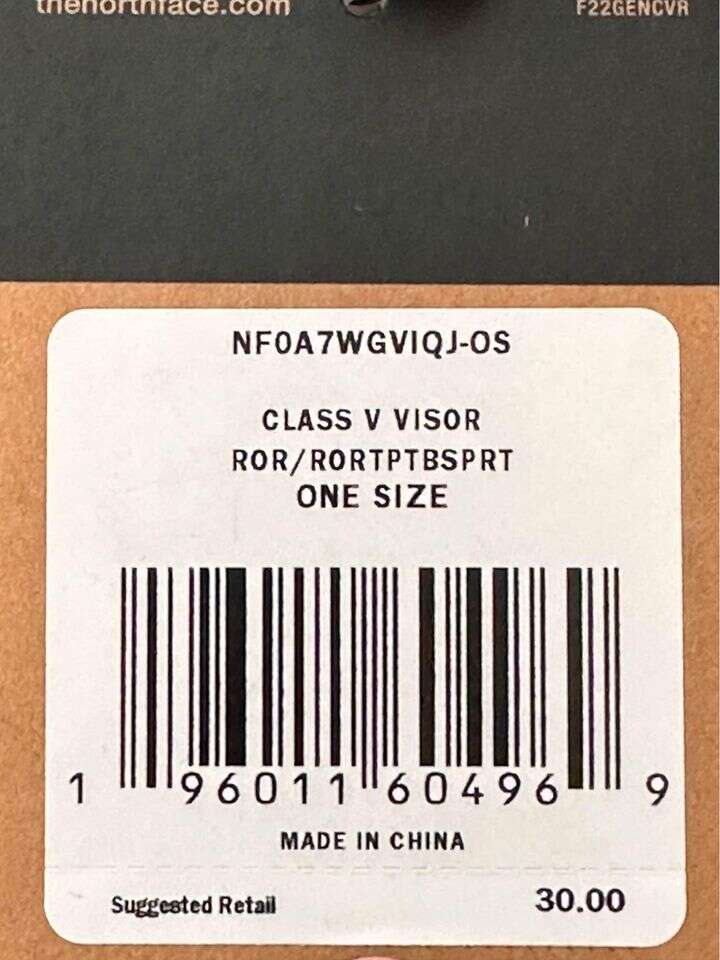 thenorthface.com
F22GENCVR
NF0A7WGVIQJ-OS
CLASS V VISOR
ROR/RORTPTBSPRT
ONE SIZE
1 96011 60496 9
MADE IN CHINA
Suggested Retail 30.00